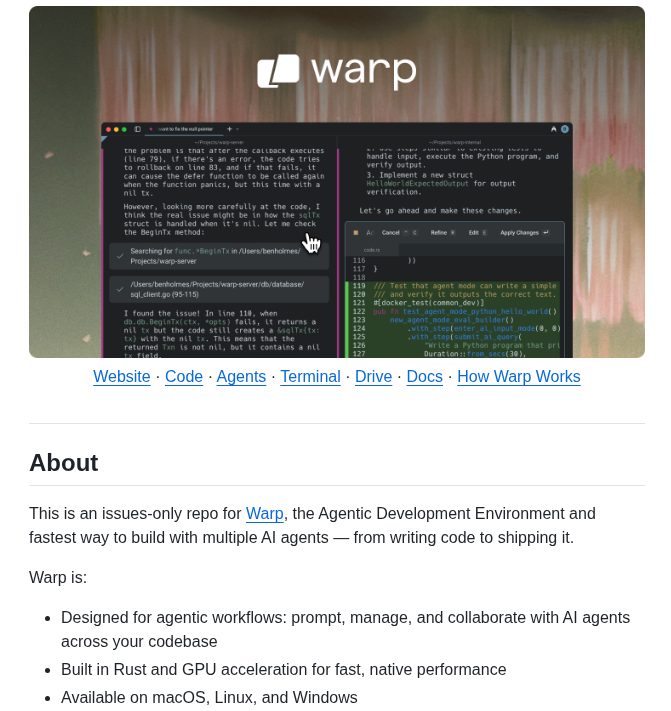 warp
~/Projects/warp-server
the problem is that after the callback executes
(line 79), if there's an error, the code tries
to rollback on line 83, and if that fails, it
can cause the defer function to be called again
when the function panics, but this time with a
nil tx.
However, looking more carefully at the code, I
think the real issue might be in how the sqlTx
struct is handled when it's nil. Let me check
the BeginTx method:
Searching for func.*BeginTx in /Users/benholmes/
Projects/warp-server
/Users/benholmes/Projects/warp-server/db/database/
sql_client.go (95-115)
I found the issue! In line 110, when
db.db.BeginTx(ctx, *opts) fails, it returns a
nil tx but the code still creates a &sqlTx{tx:
tx} with the nil tx. This means that the
returned Txn is not nil, but it contains a nil
tx field.
~/Projects/warp-internal
handle input, execute the Python program, and
verify output.
3. Implement a new struct
HelloWorldExpectedOutput for output
verification.
Let's go ahead and make these changes.
Cancel Refine Edit Apply Changes
116 ))
117 }
118
119 /// Test that agent mode can write a simple
120 /// and verify it outputs the correct text.
121 #[docker_test(common_dev)]
122 pub fn test_agent_mode_python_hello_world()
123 new_agent_mode_eval_builder()
124 .with_step(enter_ai_input_mode(0, 0)
125 .with_step(submit_ai_query(
126 "Write a Python program that pri
127 Duration::from_secs(30),
Website · Code · Agents · Terminal · Drive · Docs · How Warp Works
About
This is an issues-only repo for Warp, the Agentic Development Environment and
fastest way to build with multiple AI agents — from writing code to shipping it.
Warp is:
• Designed for agentic workflows: prompt, manage, and collaborate with AI agents
across your codebase
• Built in Rust and GPU acceleration for fast, native performance
• Available on macOS, Linux, and Windows